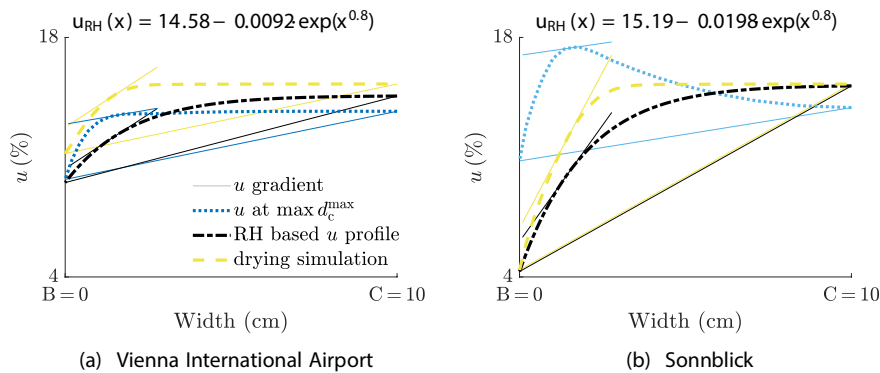 u_RH (x) = 14.58 − 0.0092 exp(x^0.8)
18
u (%)
4
B = 0
C = 10
Width (cm)
u gradient
u at max d_c^max
RH based u profile
drying simulation
(a) Vienna International Airport
u_RH (x) = 15.19 − 0.0198 exp(x^0.8)
18
u (%)
4
B = 0
C = 10
Width (cm)
(b) Sonnblick